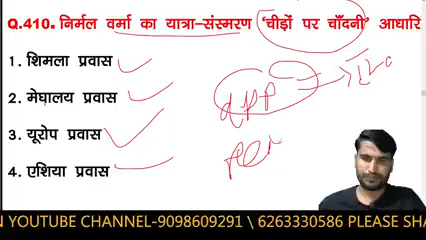 Q.410. निर्मल वर्मा का यात्रा–संस्मरण 'चीड़ों पर चाँदनी' आधारि
1. शिमला प्रवास
2. मेघालय प्रवास
3. यूरोप प्रवास
4. एशिया प्रवास
N YOUTUBE CHANNEL-9098609291 \ 6263330586 PLEASE SHA